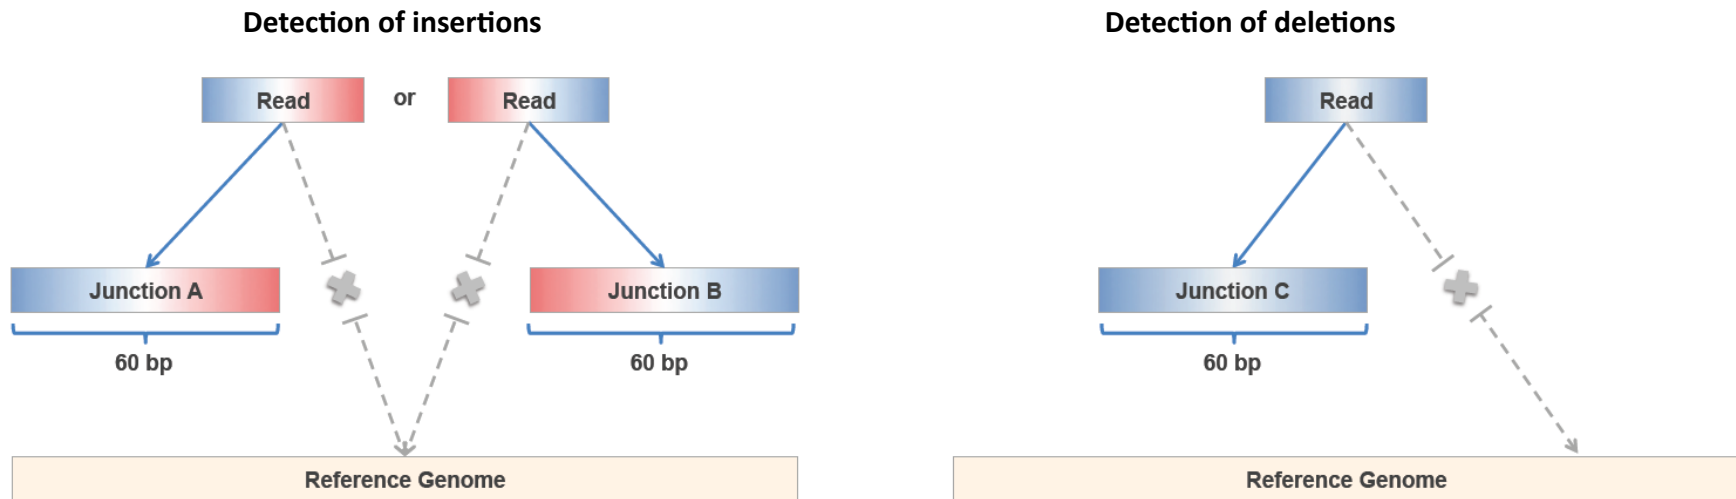 Detection of insertions
Detection of deletions
Read or Read
Read
Junction A
Junction B
Junction C
60 bp
60 bp
60 bp
Reference Genome
Reference Genome